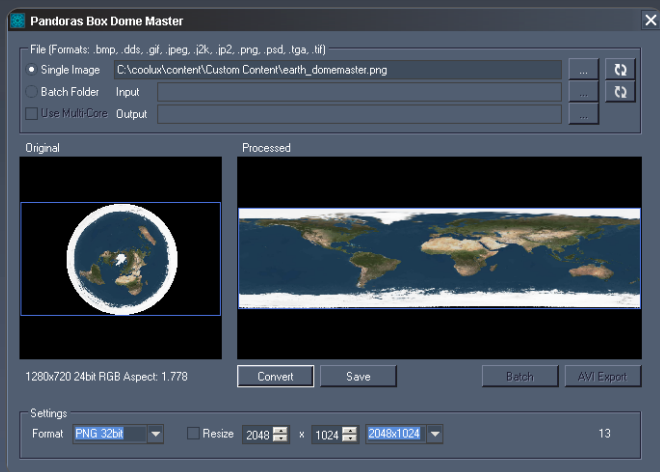 Pandoras Box Dome Master
File (Formats: .bmp, .dds, .gif, .jpeg, .j2k, .jp2, .png, .psd, .tga, .tif)
Single Image C:\coolux\content\Custom Content\earth_domemaster.png ...
Batch Folder Input ...
Use Multi-Core Output ...
Original Processed
1280x720 24bit RGB Aspect: 1.778 Convert Save Batch AVI Export
Settings
Format PNG 32bit Resize 2048 x 1024 2048x1024 13